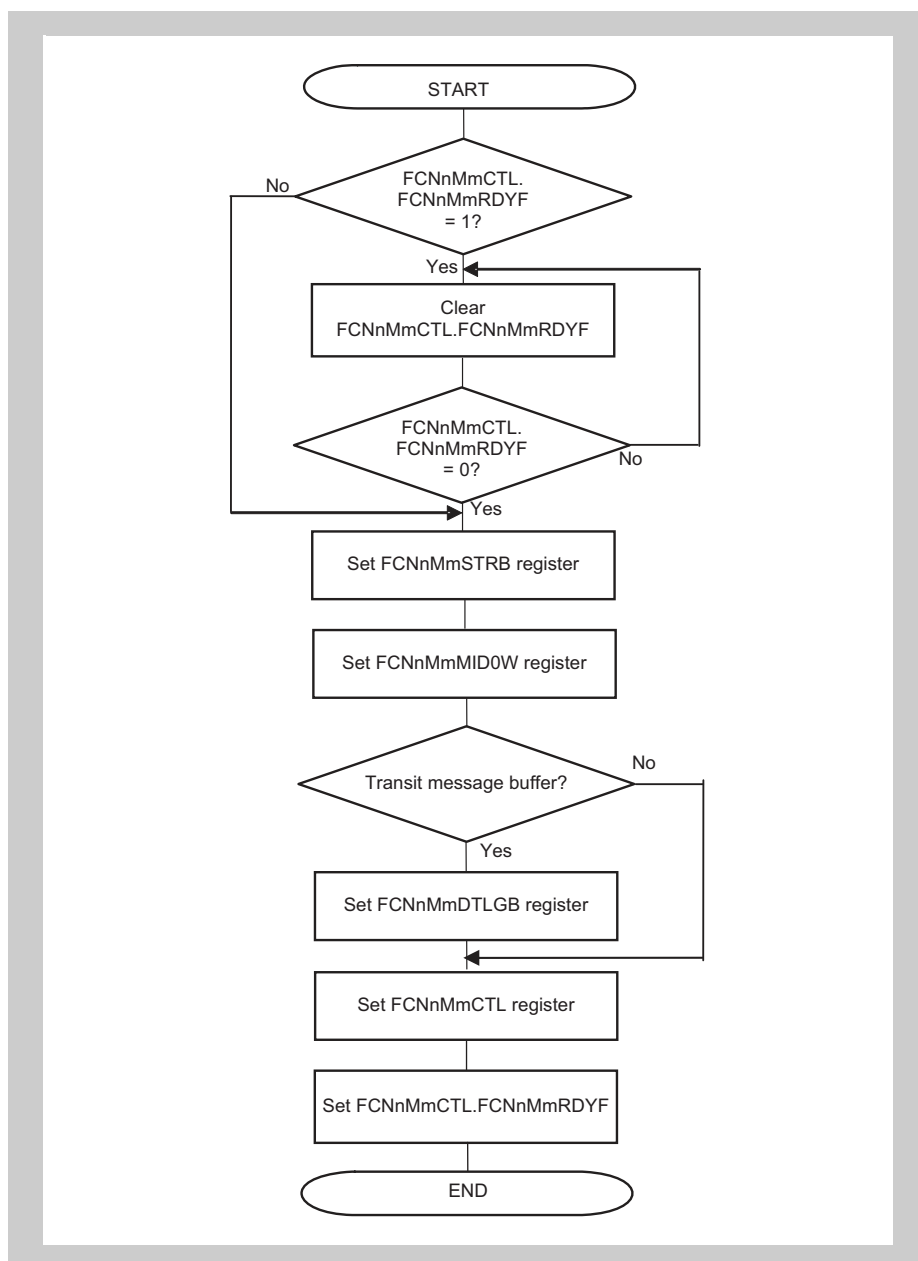 START
FCNnMmCTL.
FCNnMmRDYF
= 1?
No
Yes
Clear
FCNnMmCTL.FCNnMmRDYF
FCNnMmCTL.
FCNnMmRDYF
= 0?
No
Yes
Set FCNnMmSTRB register
Set FCNnMmMID0W register
Transit message buffer?
No
Yes
Set FCNnMmDTLGB register
Set FCNnMmCTL register
Set FCNnMmCTL.FCNnMmRDYF
END